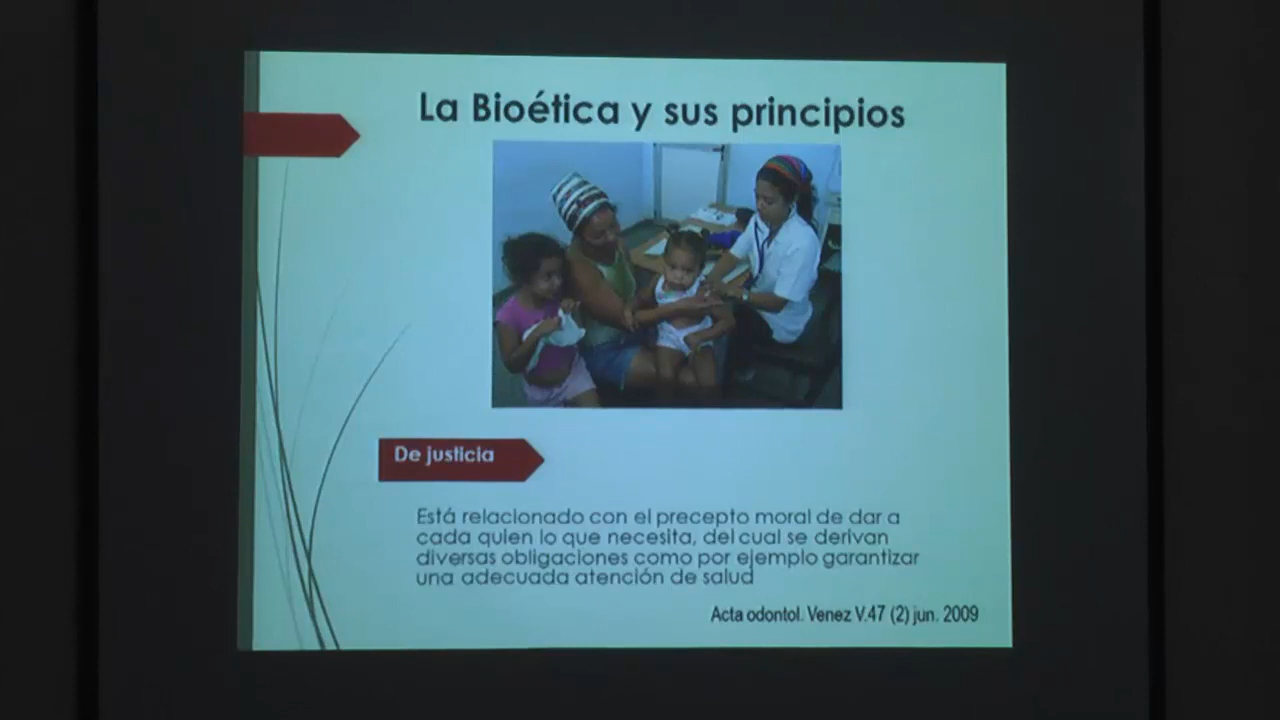 La Bioética y sus principios
De justicia
Está relacionado con el precepto moral de dar a
cada quien lo que necesita, del cual se derivan
diversas obligaciones como por ejemplo garantizar
una adecuada atención de salud
Acta odontol. Venez V.47 (2) jun. 2009